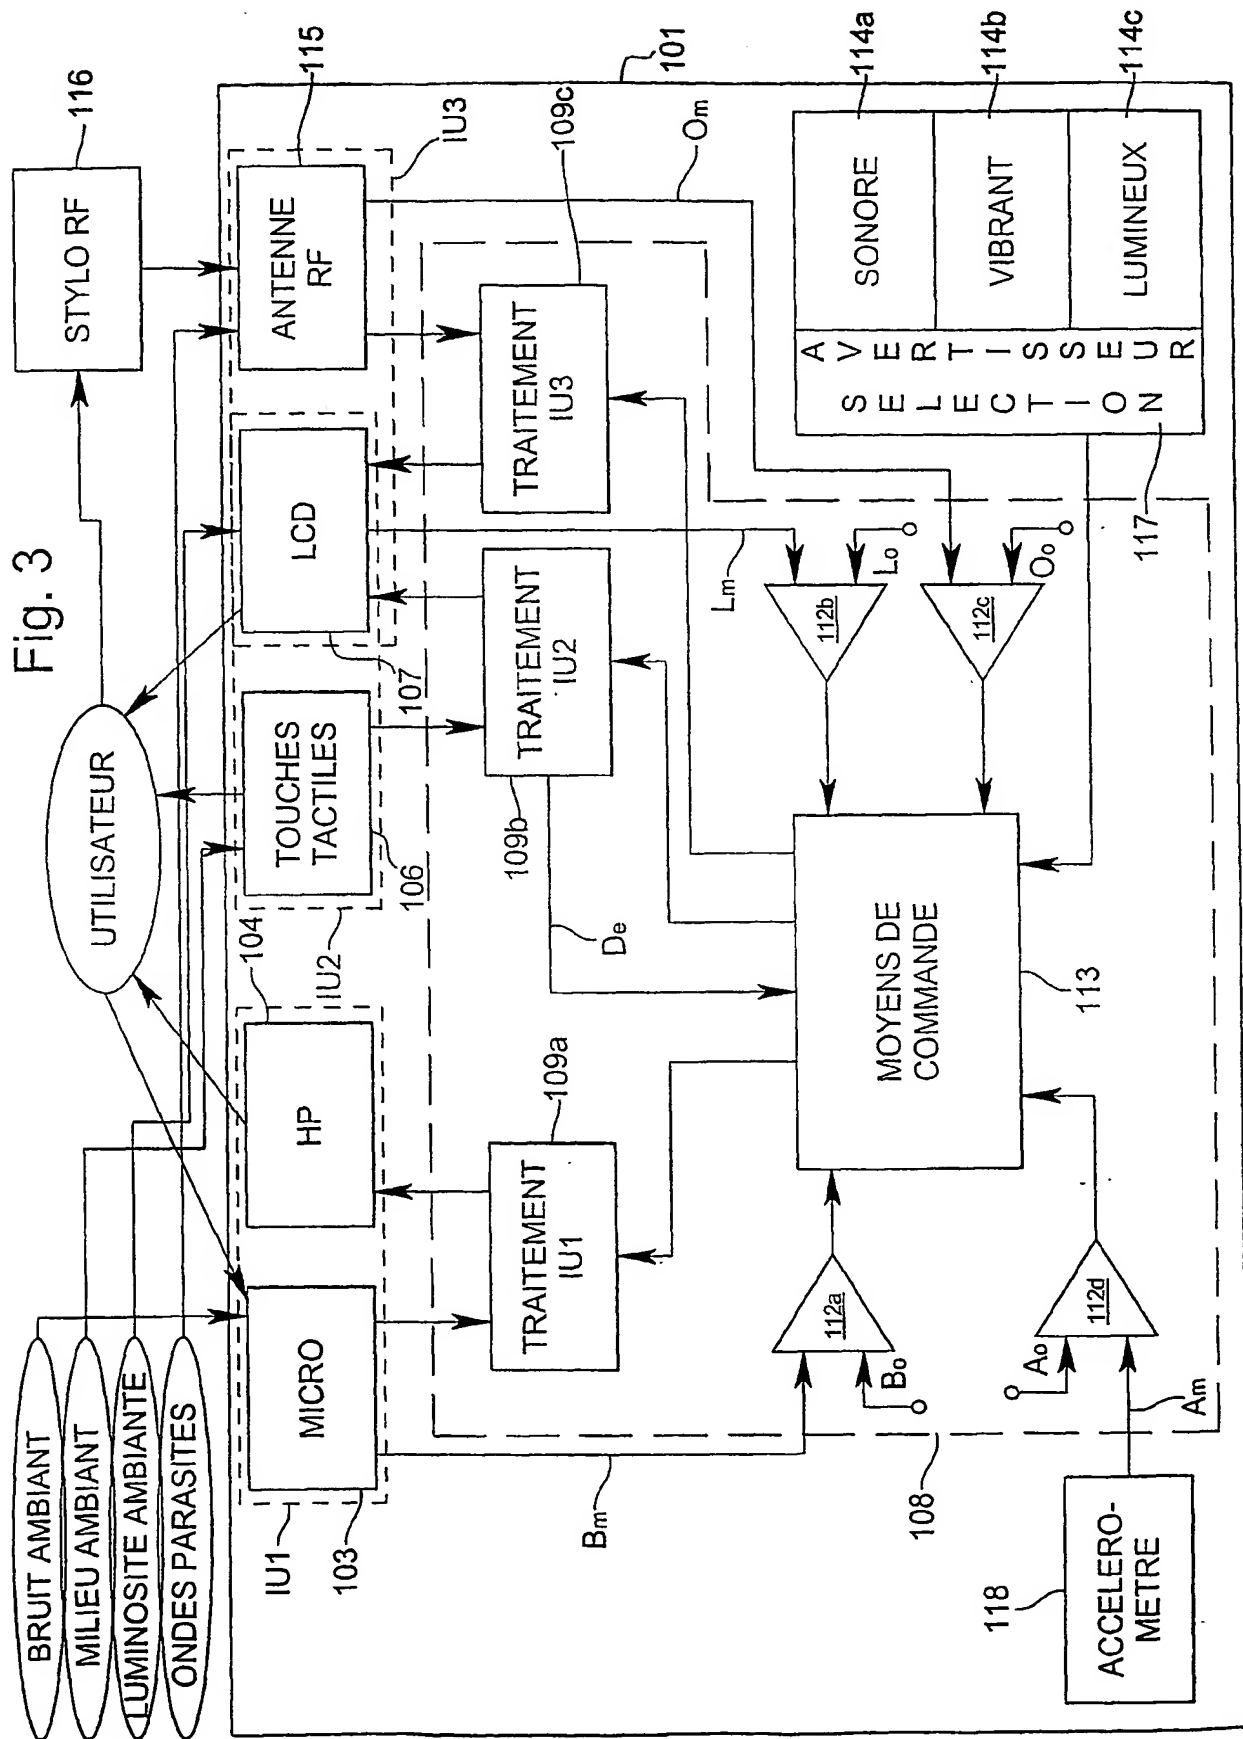 Fig. 3
BRUIT AMBIANT
MILIEU AMBIANT
LUMINOSITE AMBIANTE
ONDES PARASITES
UTILISATEUR
STYLO RF
116
IU1
103
MICRO
HP
104
IU2
TOUCHES
TACTILES
106
LCD
107
ANTENNE
RF
115
IU3
101
Bm
TRAITEMENT
IU1
109a
TRAITEMENT
IU2
109b
De
TRAITEMENT
IU3
109c
Om
Lm
108
Bo
112a
Lo
112b
Oo
112c
Ao
Am
112d
MOYENS DE
COMMANDE
113
118
ACCELERO-
METRE
SELECTION
AVERTISSEUR
117
SONORE
114a
VIBRANT
114b
LUMINEUX
114c